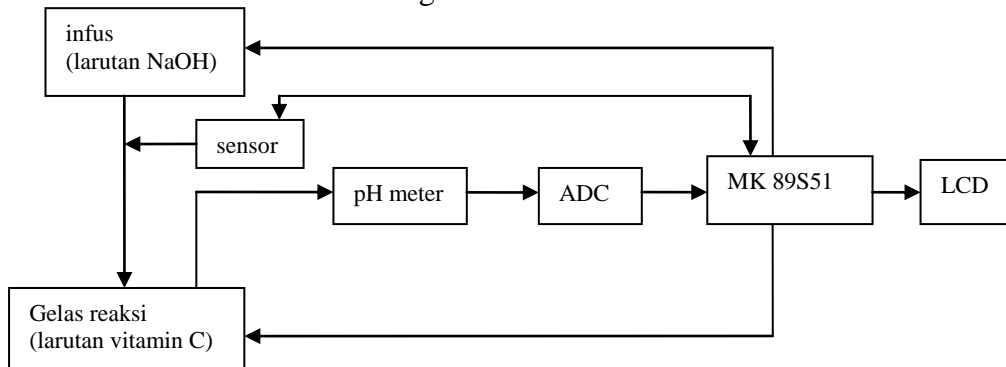 infus
(larutan NaOH)
sensor
pH meter
ADC
MK 89S51
LCD
Gelas reaksi
(larutan vitamin C)